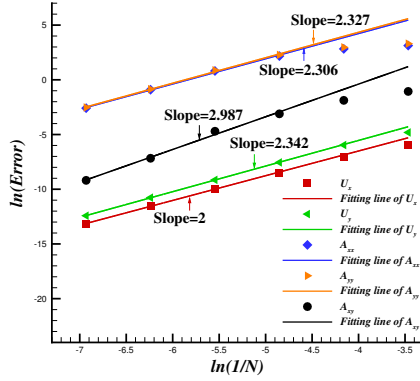 Slope=2.327
Slope=2.306
Slope=2.987
Slope=2.342
Slope=2
5
0
-5
-10
-15
-20
ln(Error)
U_x
Fitting line of U_x
U_y
Fitting line of U_y
A_xx
Fitting line of A_xx
A_yy
Fitting line of A_yy
A_xy
Fitting line of A_xy
-7 -6.5 -6 -5.5 -5 -4.5 -4 -3.5
ln(1/N)